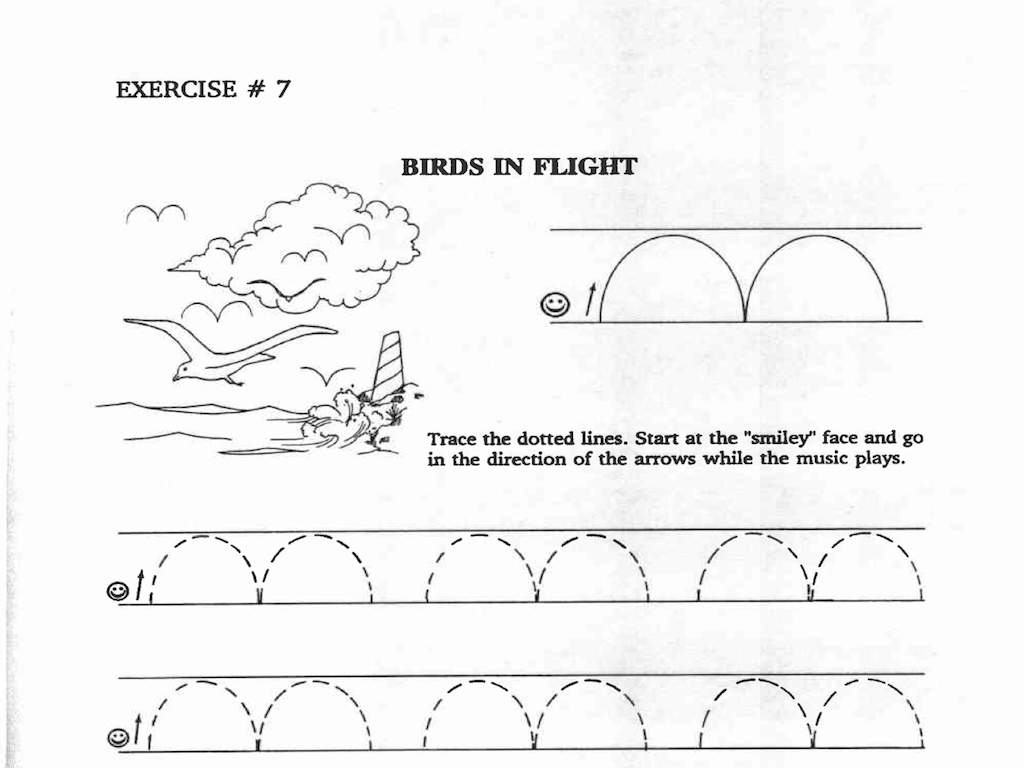 EXERCISE # 7
BIRDS IN FLIGHT
Trace the dotted lines. Start at the "smiley" face and go
in the direction of the arrows while the music plays.